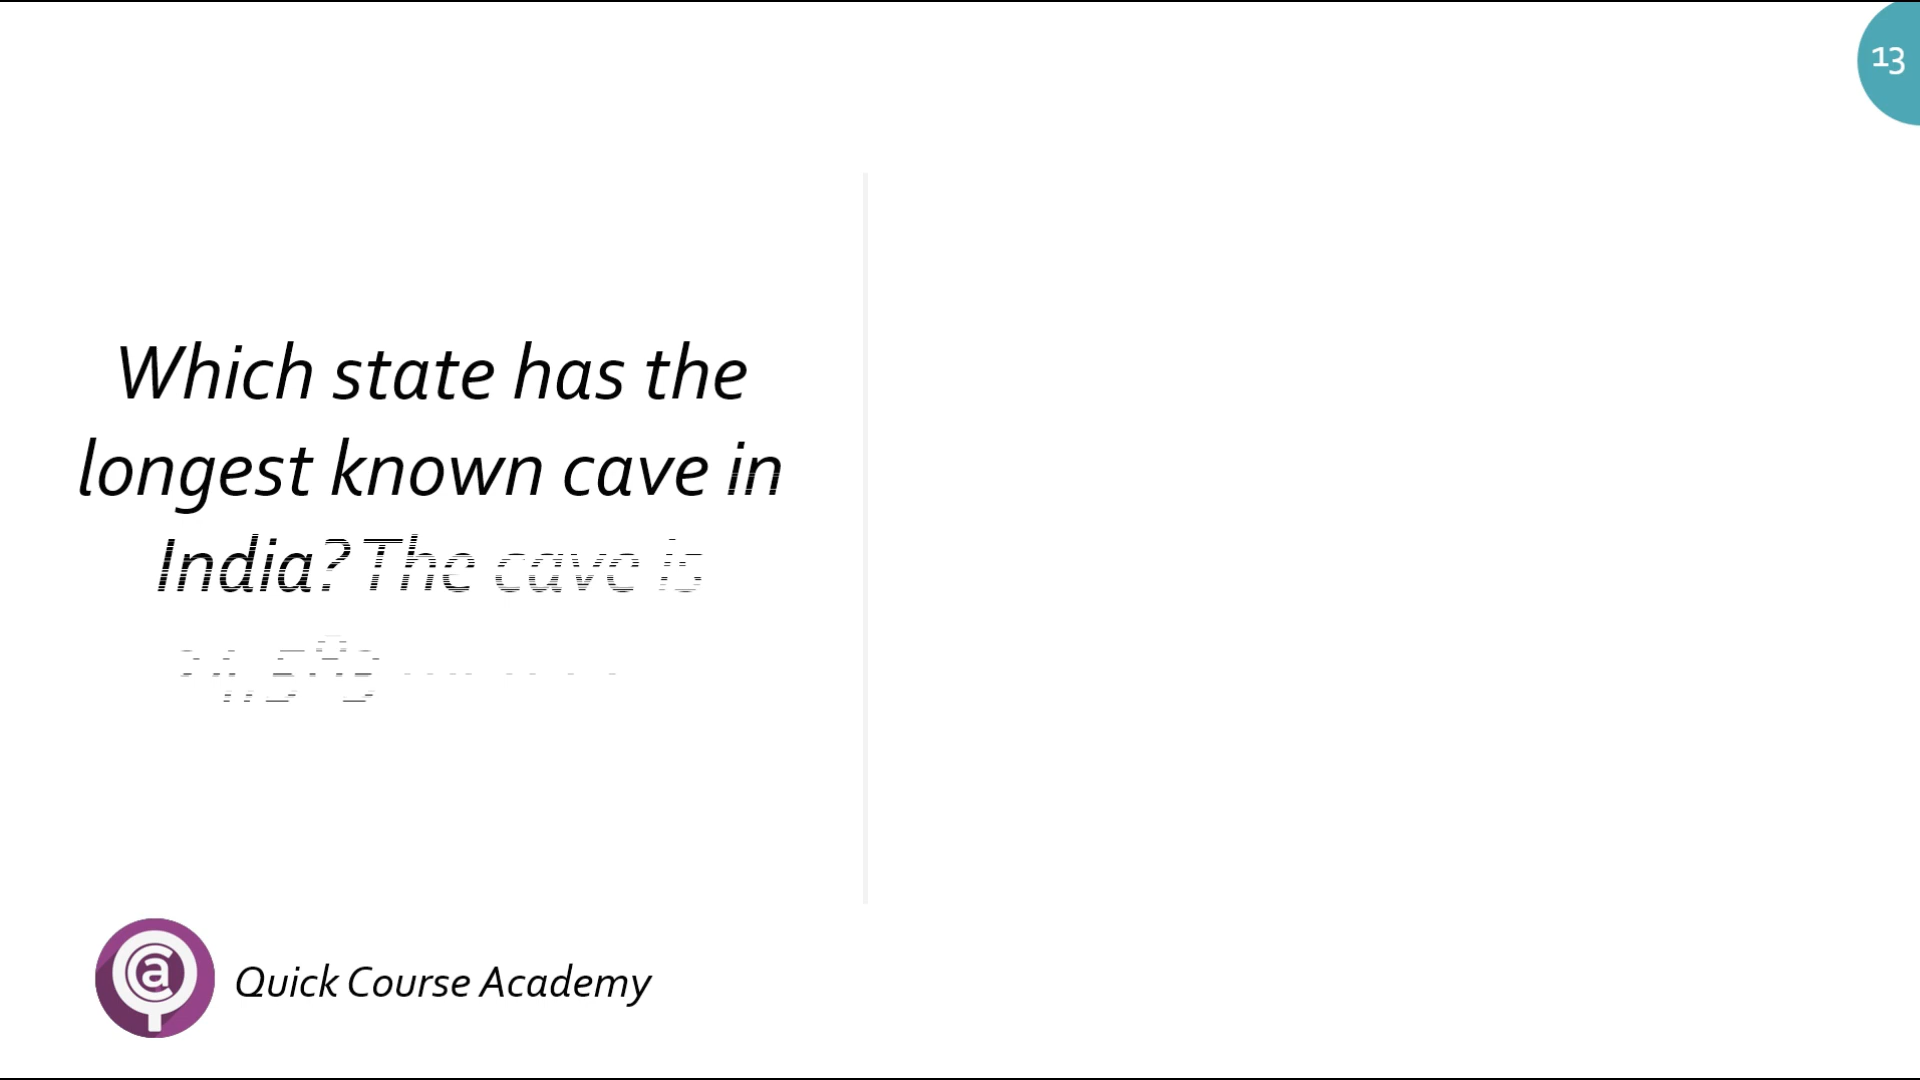 13
Which state has the
longest known cave in
India? The cave is
Quick Course Academy